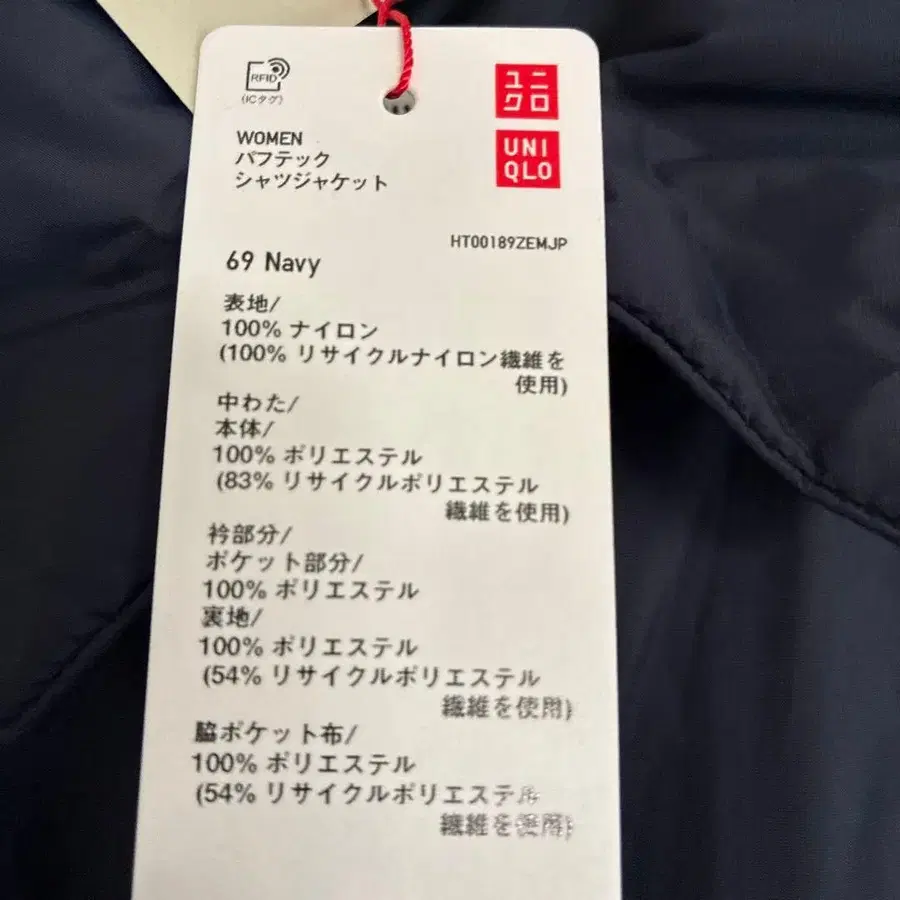 RFID
(ICタグ)
ユニ
クロ
UNI
QLO
WOMEN
パフテック
シャツジャケット
HT00189ZEMJP
69 Navy
表地/
100% ナイロン
(100% リサイクルナイロン繊維を
使用)
中わた/
本体/
100% ポリエステル
(83% リサイクルポリエステル
繊維を使用)
衿部分/
ポケット部分/
100% ポリエステル
裏地/
100% ポリエステル
(54% リサイクルポリエステル
繊維を使用)
脇ポケット布/
100% ポリエステル
(54% リサイクルポリエステル
繊維を使用)